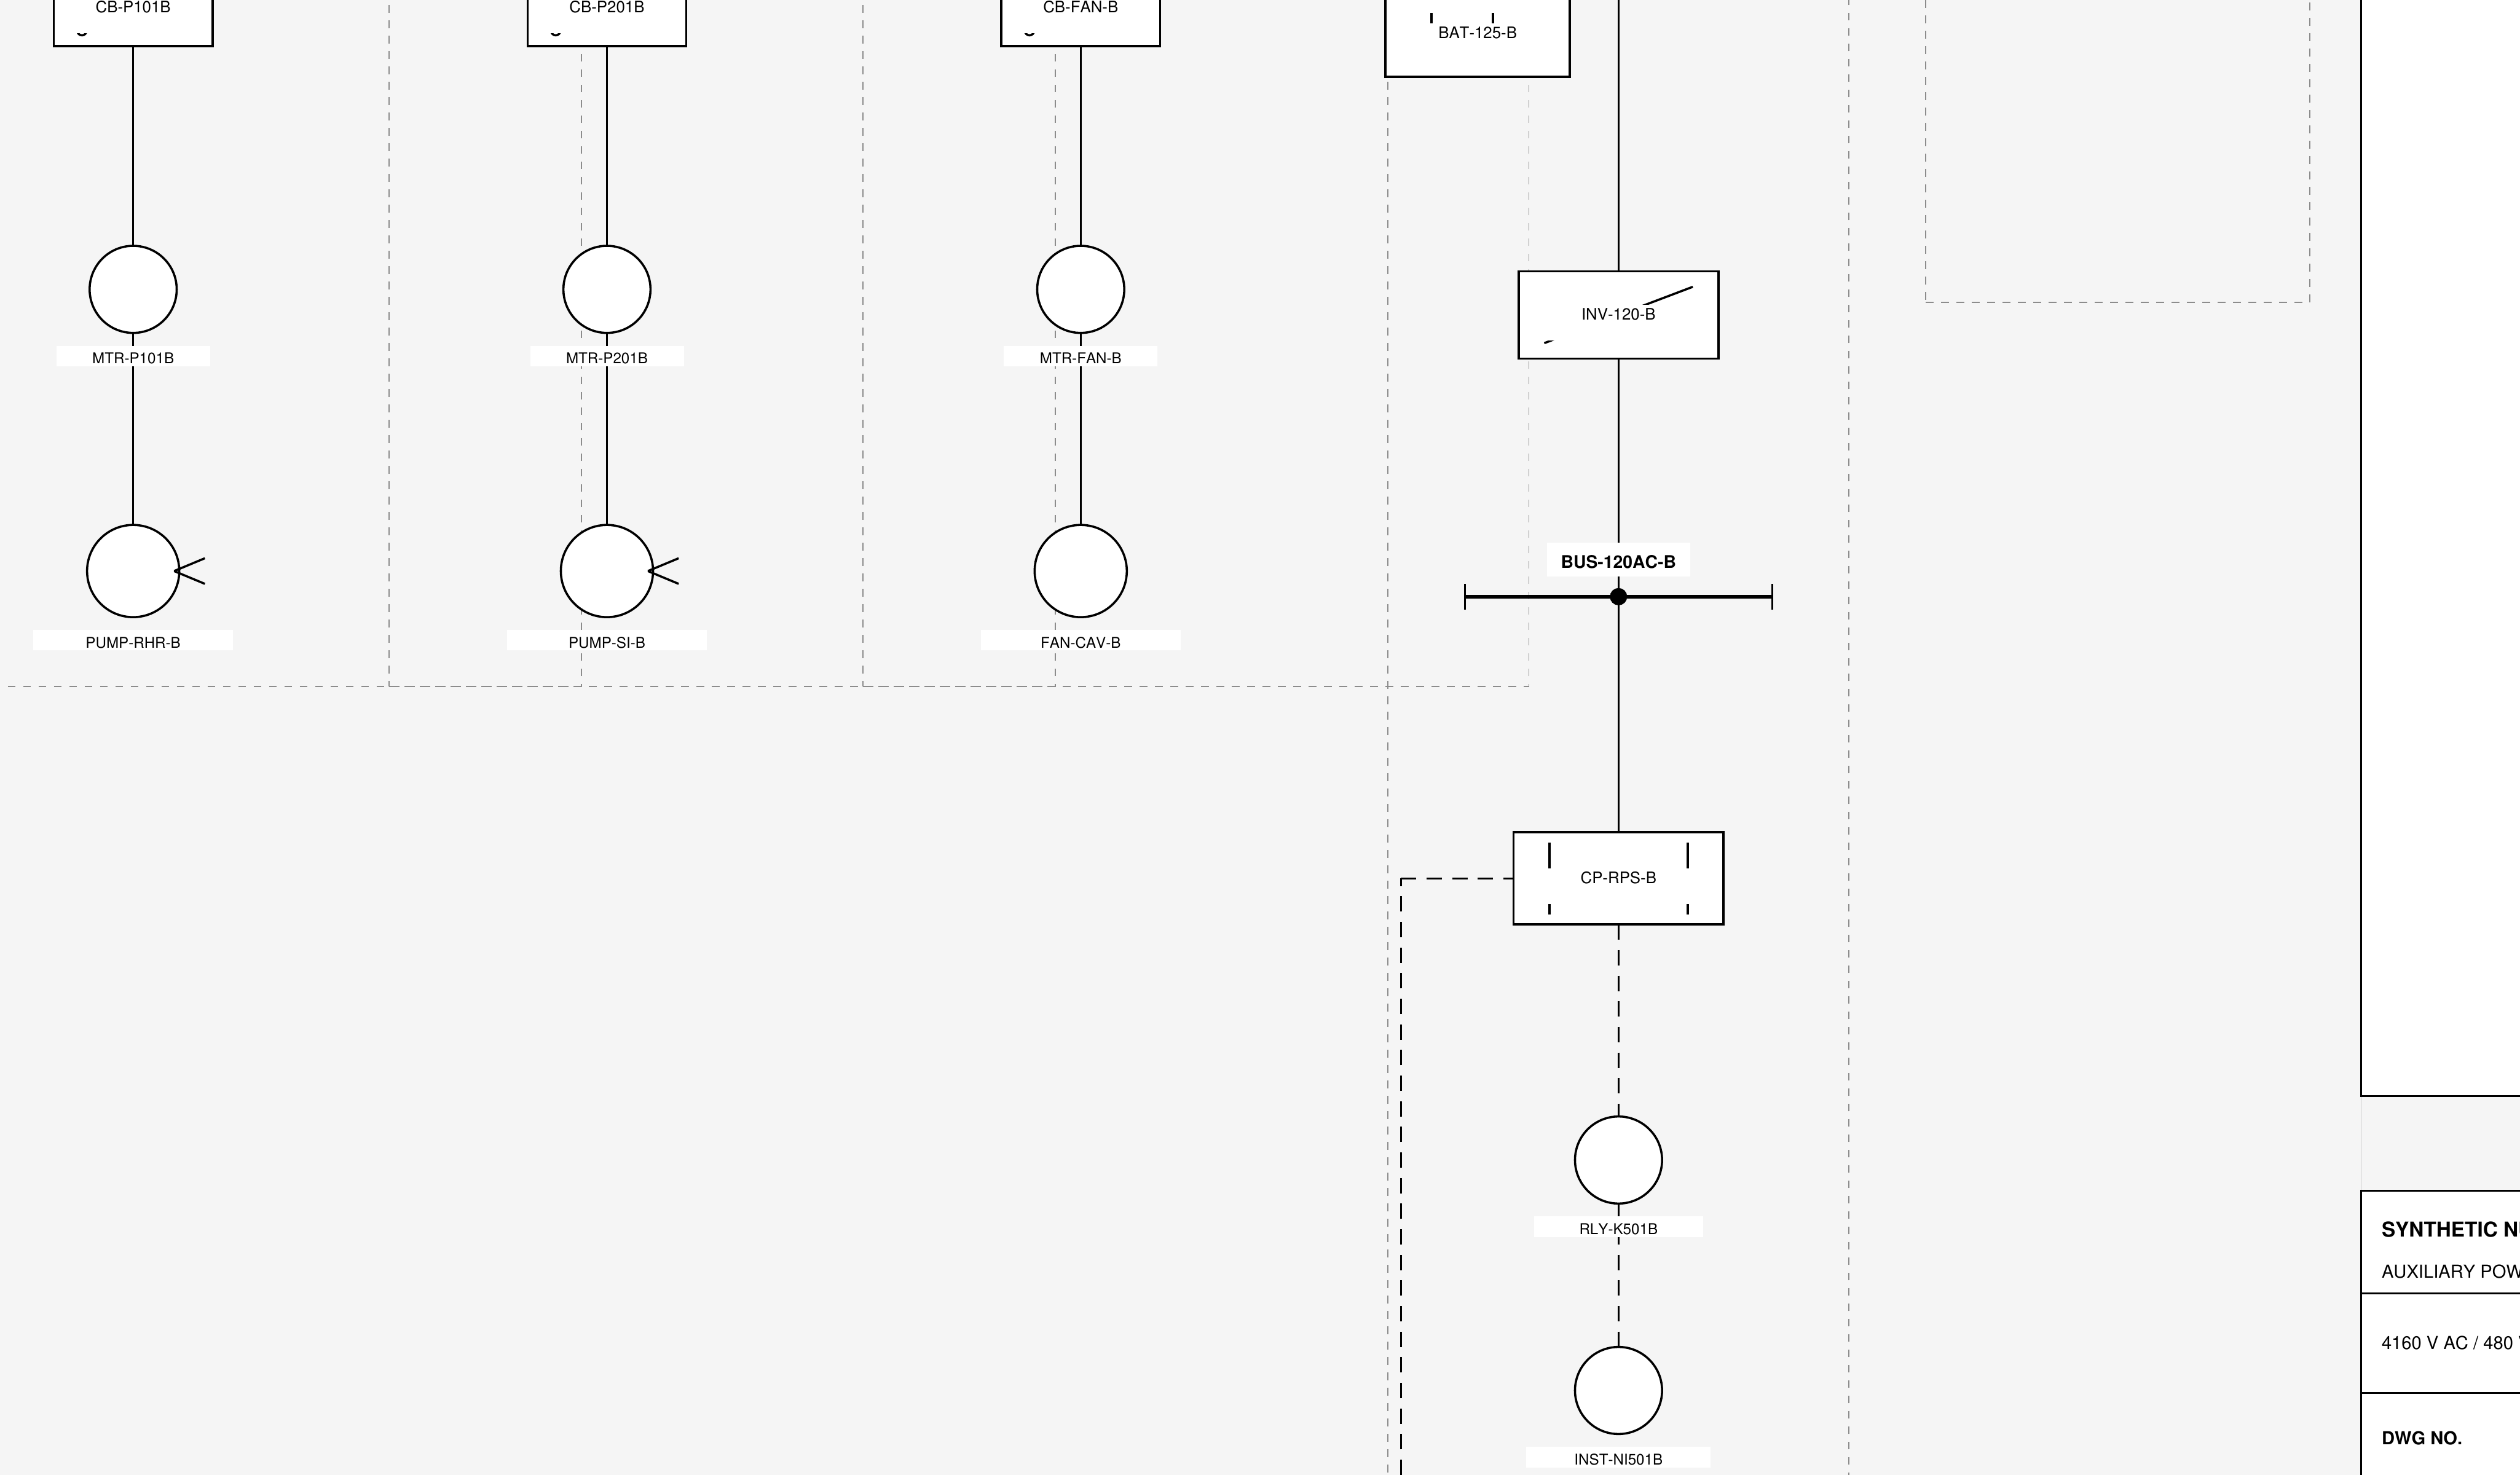 CB-P101B
CB-P201B
CB-FAN-B
BAT-125-B
INV-120-B
MTR-P101B
MTR-P201B
MTR-FAN-B
BUS-120AC-B
PUMP-RHR-B
PUMP-SI-B
FAN-CAV-B
CP-RPS-B
RLY-K501B
SYNTHETIC
AUXILIARY
4160 V AC / 480
DWG NO.
INST-NI501B